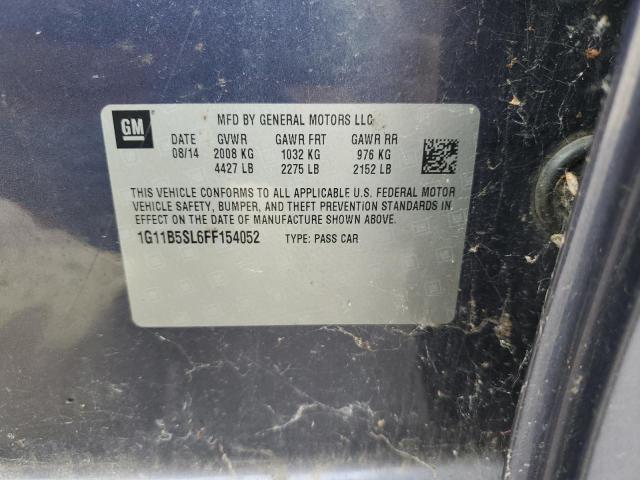 GM
MFD BY GENERAL MOTORS LLC
DATE GVWR GAWR FRT GAWR RR
08/14 2008 KG 1032 KG 976 KG
4427 LB 2275 LB 2152 LB
THIS VEHICLE CONFORMS TO ALL APPLICABLE U.S. FEDERAL MOTOR
VEHICLE SAFETY, BUMPER, AND THEFT PREVENTION STANDARDS IN
EFFECT ON THE DATE OF MANUFACTURE SHOWN ABOVE.
1G11B5SL6FF154052 TYPE: PASS CAR